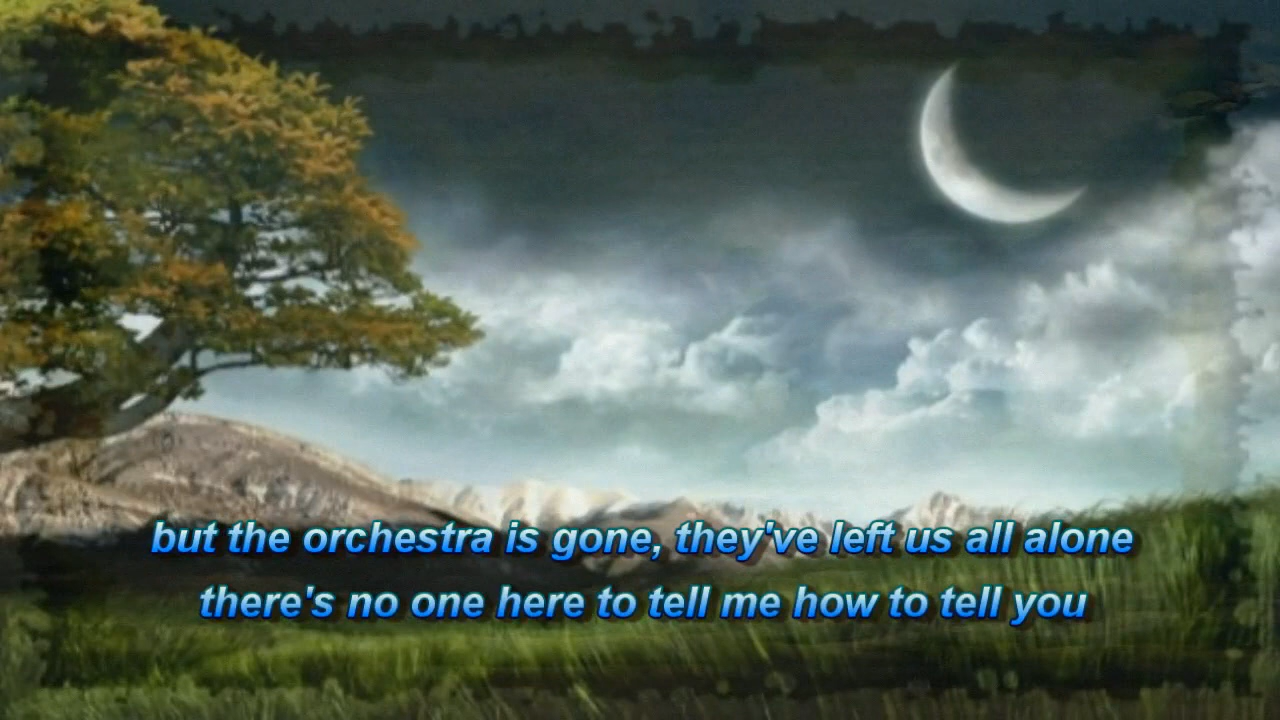 but the orchestra is gone, they've left us all alone
there's no one here to tell me how to tell you